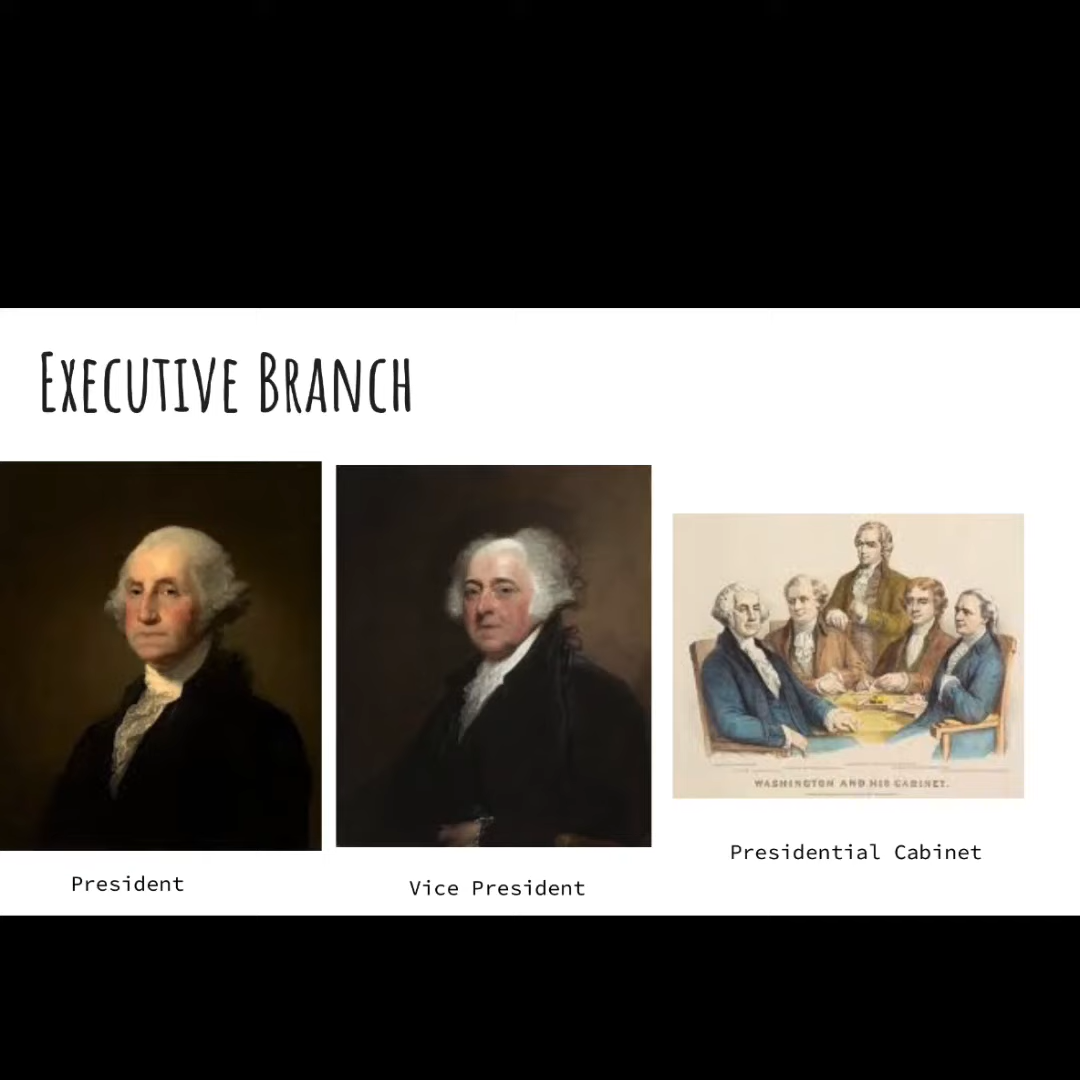 Executive Branch
WASHINGTON AND HIS CABINET.
Presidential Cabinet
President
Vice President